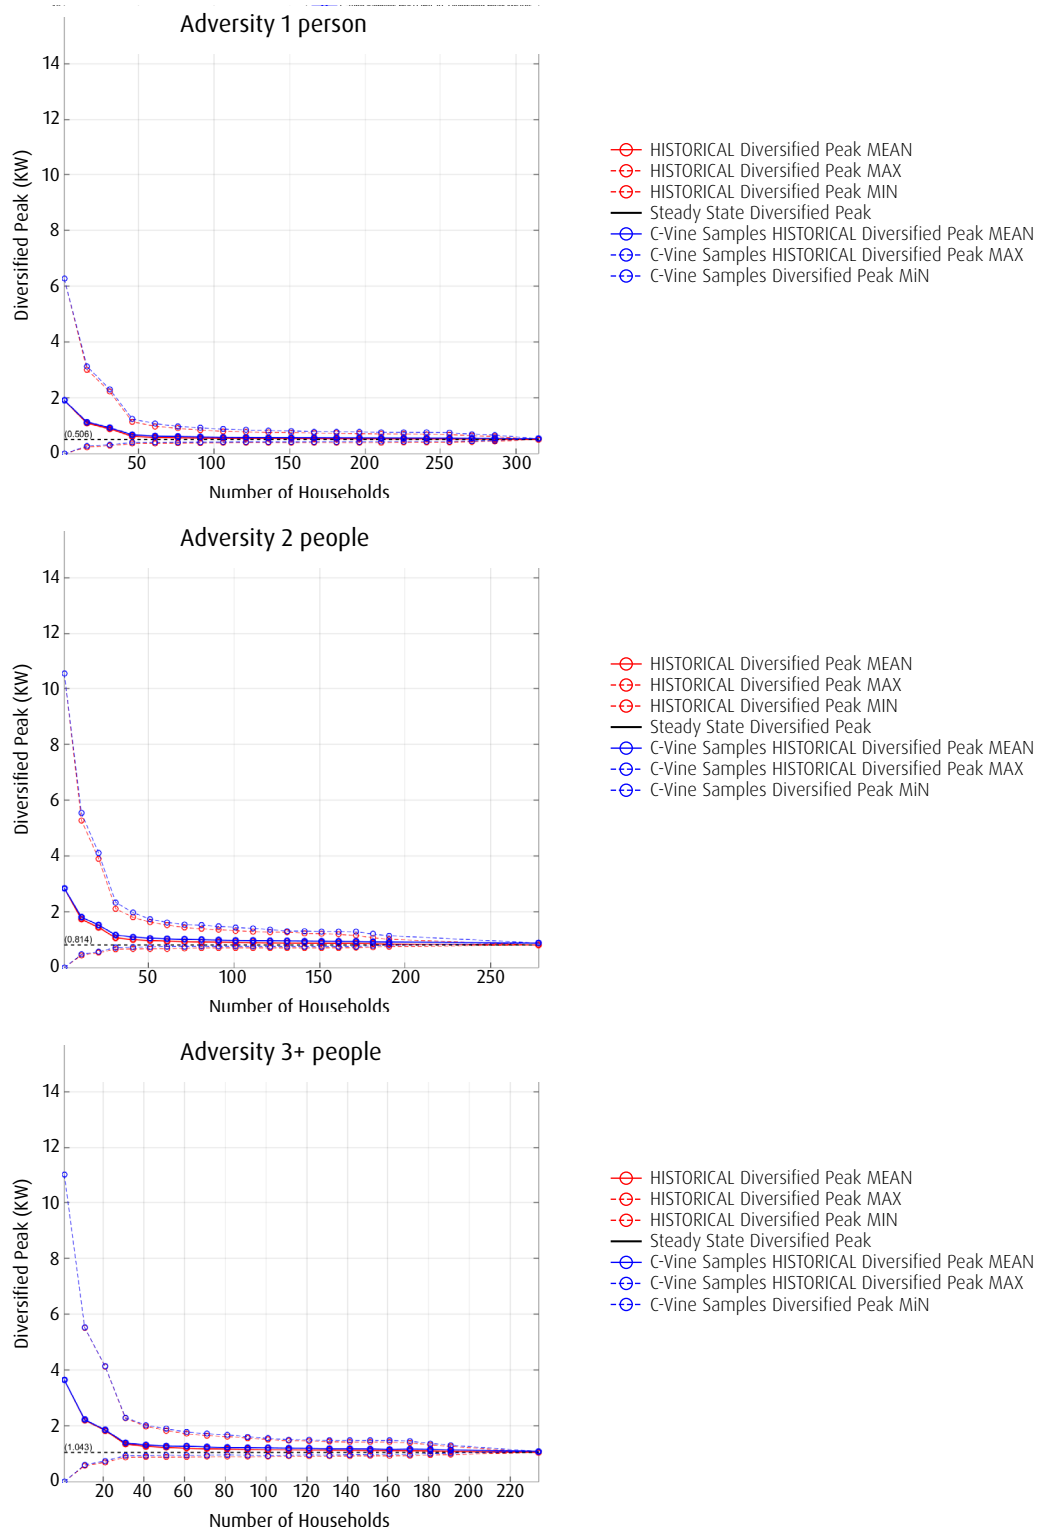 Adversity 1 person
14
12
10
8
6
4
2
0
Diversified Peak (KW)
(0.506)
50 100 150 200 250 300
Number of Households
HISTORICAL Diversified Peak MEAN
HISTORICAL Diversified Peak MAX
HISTORICAL Diversified Peak MIN
Steady State Diversified Peak
C-Vine Samples HISTORICAL Diversified Peak MEAN
C-Vine Samples HISTORICAL Diversified Peak MAX
C-Vine Samples Diversified Peak MiN
Adversity 2 people
14
12
10
8
6
4
2
0
Diversified Peak (KW)
(0.814)
50 100 150 200 250
Number of Households
HISTORICAL Diversified Peak MEAN
HISTORICAL Diversified Peak MAX
HISTORICAL Diversified Peak MIN
Steady State Diversified Peak
C-Vine Samples HISTORICAL Diversified Peak MEAN
C-Vine Samples HISTORICAL Diversified Peak MAX
C-Vine Samples Diversified Peak MiN
Adversity 3+ people
14
12
10
8
6
4
2
0
Diversified Peak (KW)
(1.043)
20 40 60 80 100 120 140 160 180 200 220
Number of Households
HISTORICAL Diversified Peak MEAN
HISTORICAL Diversified Peak MAX
HISTORICAL Diversified Peak MIN
Steady State Diversified Peak
C-Vine Samples HISTORICAL Diversified Peak MEAN
C-Vine Samples HISTORICAL Diversified Peak MAX
C-Vine Samples Diversified Peak MiN